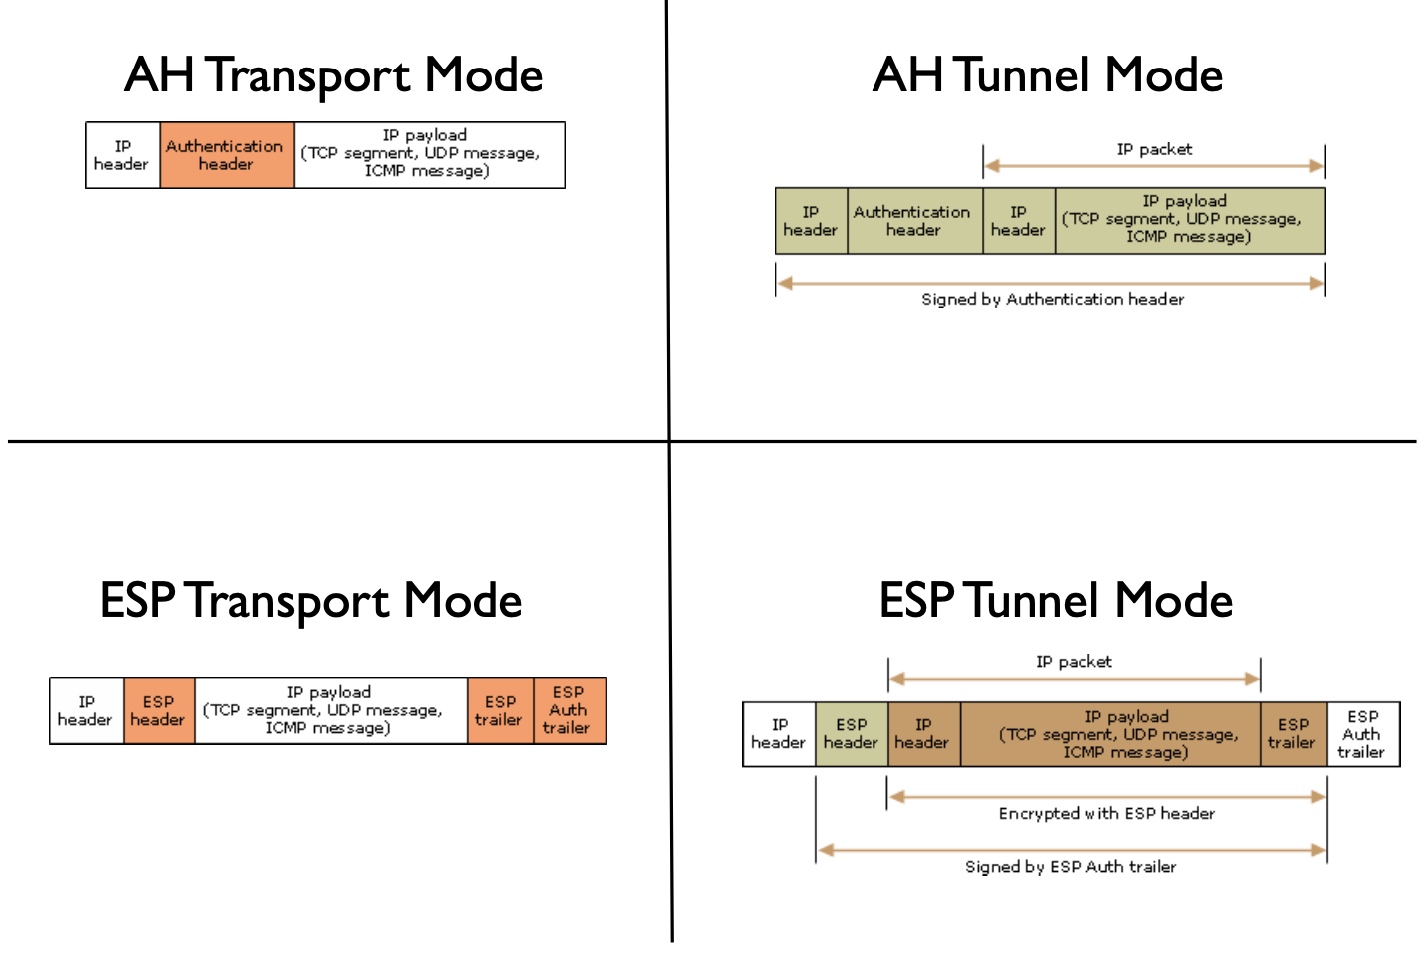 AH Transport Mode
IP
header
Authentication
header
IP payload
(TCP segment, UDP message,
ICMP message)
AH Tunnel Mode
IP packet
IP
header
Authentication
header
IP
header
IP payload
(TCP segment, UDP message,
ICMP message)
Signed by Authentication header
ESP Transport Mode
IP
header
ESP
header
IP payload
(TCP segment, UDP message,
ICMP message)
ESP
trailer
ESP
Auth
trailer
ESP Tunnel Mode
IP packet
IP
header
ESP
header
IP
header
IP payload
(TCP segment, UDP message,
ICMP message)
ESP
trailer
ESP
Auth
trailer
Encrypted with ESP header
Signed by ESP Auth trailer